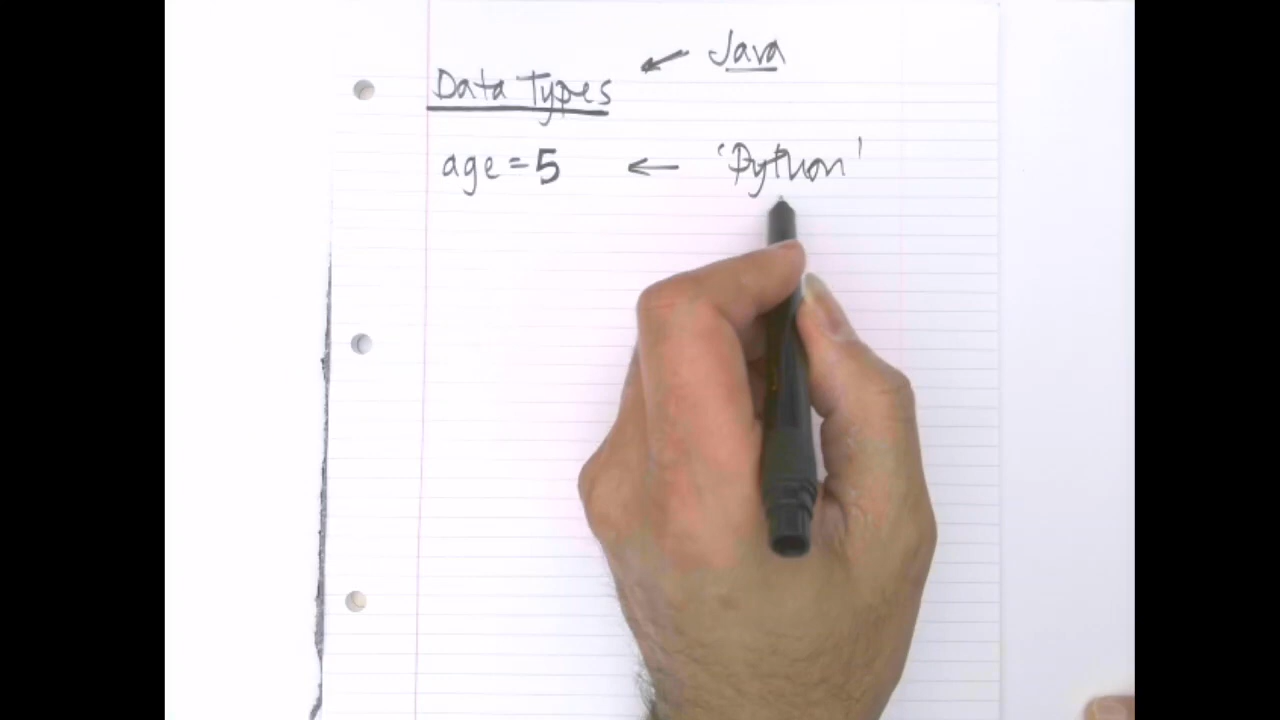 Java
Data Types
age = 5 ← 'Python'